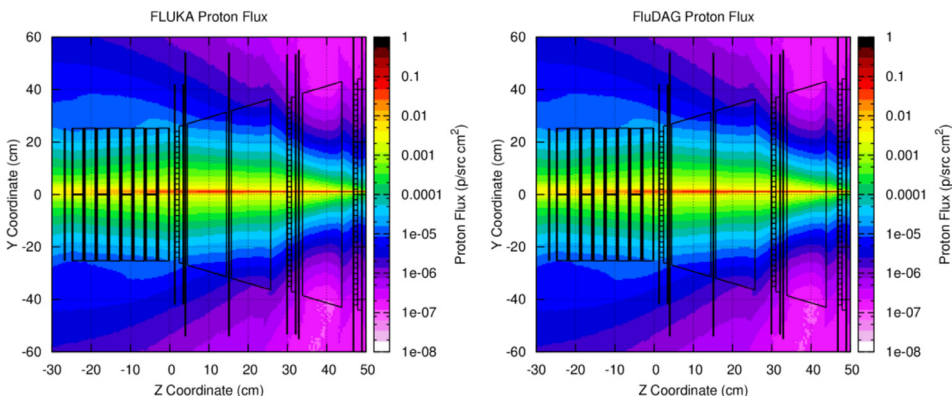 FLUKA Proton Flux
60
40
20
0
-20
-40
-60
Y Coordinate (cm)
-30 -20 -10 0 10 20 30 40 50
Z Coordinate (cm)
1
0.1
0.01
0.001
0.0001
1e-05
1e-06
1e-07
1e-08
Proton Flux (p/src cm2)
FluDAG Proton Flux
60
40
20
0
-20
-40
-60
Y Coordinate (cm)
-30 -20 -10 0 10 20 30 40 50
Z Coordinate (cm)
1
0.1
0.01
0.001
0.0001
1e-05
1e-06
1e-07
1e-08
Proton Flux (p/src cm2)